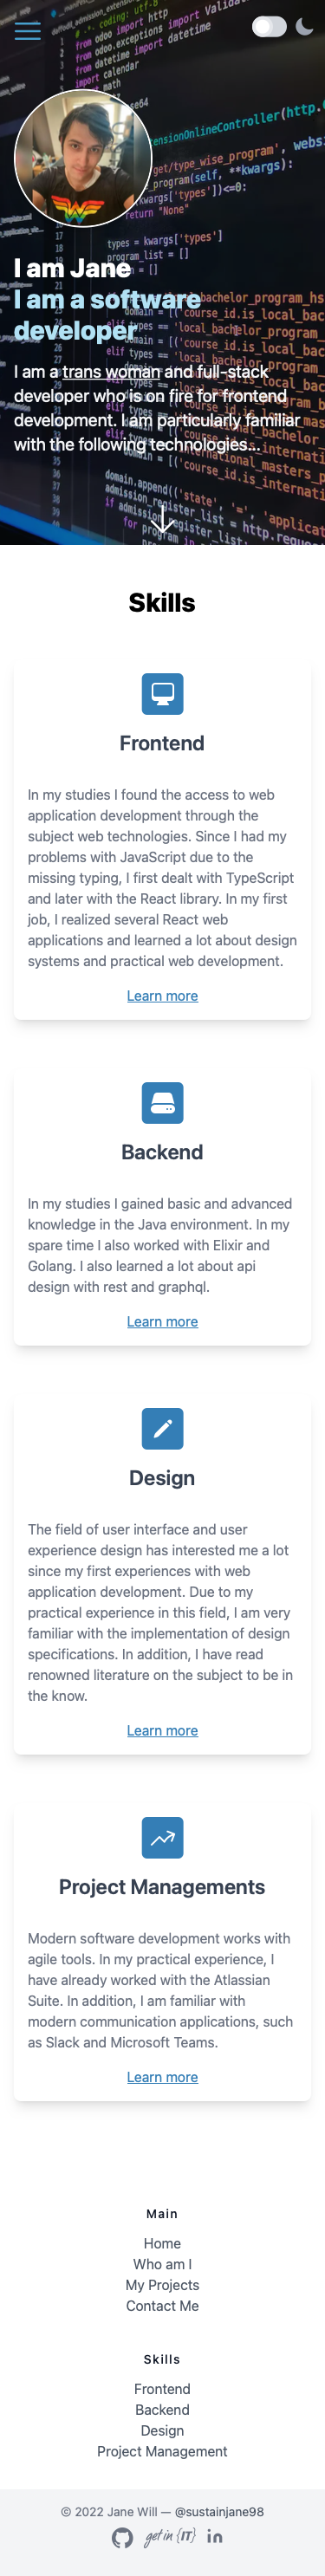 I am Jane
I am a software
developer
I am a trans woman and full-stack
developer who is on fire for frontend
development. I am particularly familiar
with the following technologies...
Skills
Frontend
In my studies I found the access to web
application development through the
subject web technologies. Since I had my
problems with JavaScript due to the
missing typing, I first dealt with TypeScript
and later with the React library. In my first
job, I realized several React web
applications and learned a lot about design
systems and practical web development.
Learn more
Backend
In my studies I gained basic and advanced
knowledge in the Java environment. In my
spare time I also worked with Elixir and
Golang. I also learned a lot about api
design with rest and graphql.
Learn more
Design
The field of user interface and user
experience design has interested me a lot
since my first experiences with web
application development. Due to my
practical experience in this field, I am very
familiar with the implementation of design
specifications. In addition, I have read
renowned literature on the subject to be in
the know.
Learn more
Project Managements
Modern software development works with
agile tools. In my practical experience, I
have already worked with the Atlassian
Suite. In addition, I am familiar with
modern communication applications, such
as Slack and Microsoft Teams.
Learn more
Main
Home
Who am I
My Projects
Contact Me
Skills
Frontend
Backend
Design
Project Management
© 2022 Jane Will — @sustainjane98
get in {IT} in